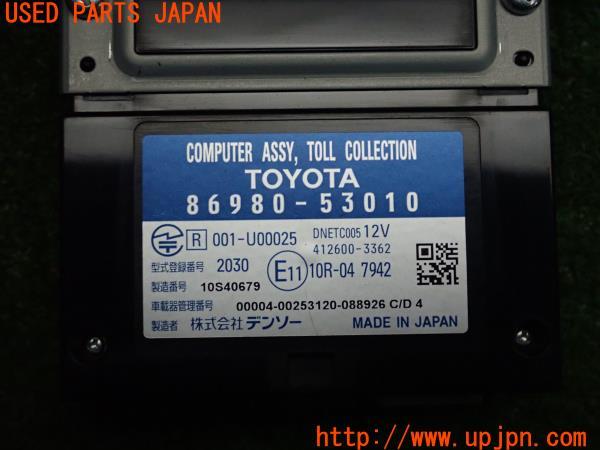 USED PARTS JAPAN
COMPUTER ASSY, TOLL COLLECTION
TOYOTA
86980-53010
R 001-U00025 DNETC005 12V
412600-3362
型式登録番号 2030 E11 10R-04 7942
製造番号 10S40679
車載器管理番号 00004-00253120-088926 C/D 4
製造者 株式会社デンソー MADE IN JAPAN
www.upjpn.com